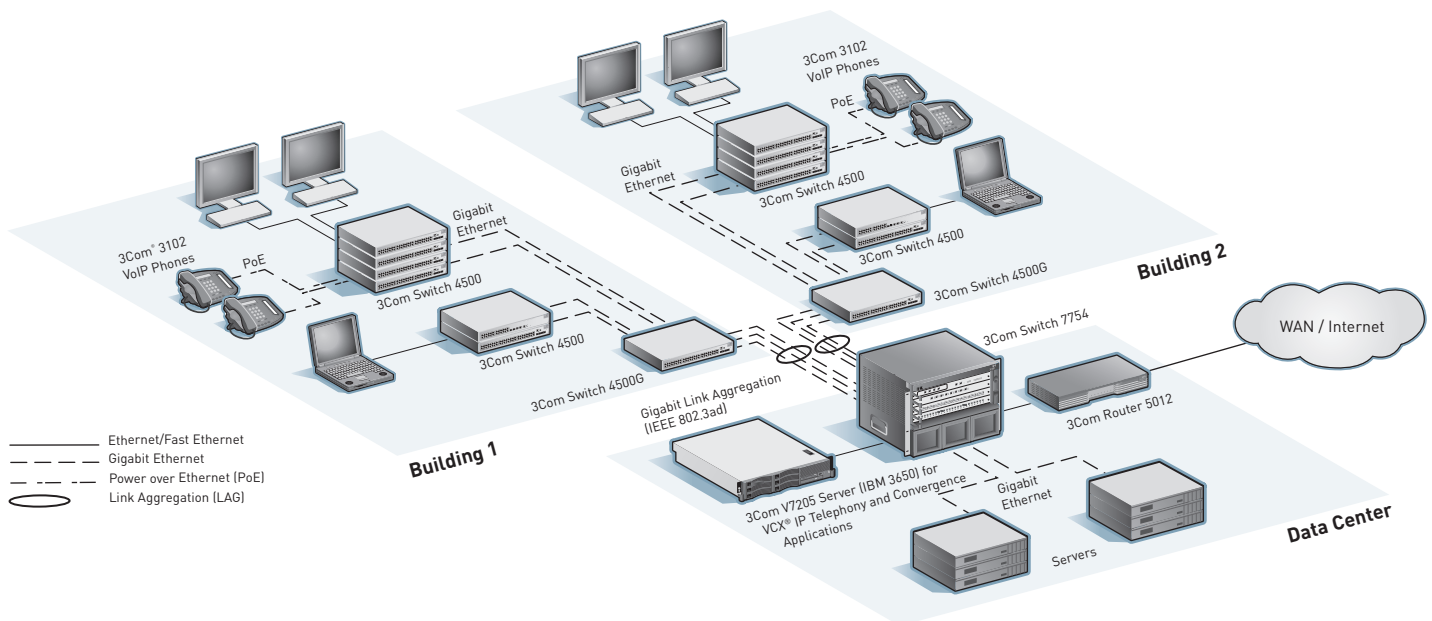 3Com 3102
VoIP Phones
PoE
Gigabit
Ethernet
3Com Switch 4500
3Com Switch 4500
Building 2
3Com Switch 4500G
3Com® 3102
VoIP Phones
PoE
Gigabit
Ethernet
3Com Switch 4500
3Com Switch 4500
3Com Switch 4500G
Building 1
WAN / Internet
3Com Switch 7754
3Com Router 5012
Gigabit Link Aggregation
(IEEE 802.3ad)
3Com V7205 Server (IBM 3650) for
VCX® IP Telephony and Convergence
Applications
Gigabit
Ethernet
Servers
Data Center
Ethernet/Fast Ethernet
Gigabit Ethernet
Power over Ethernet (PoE)
Link Aggregation (LAG)